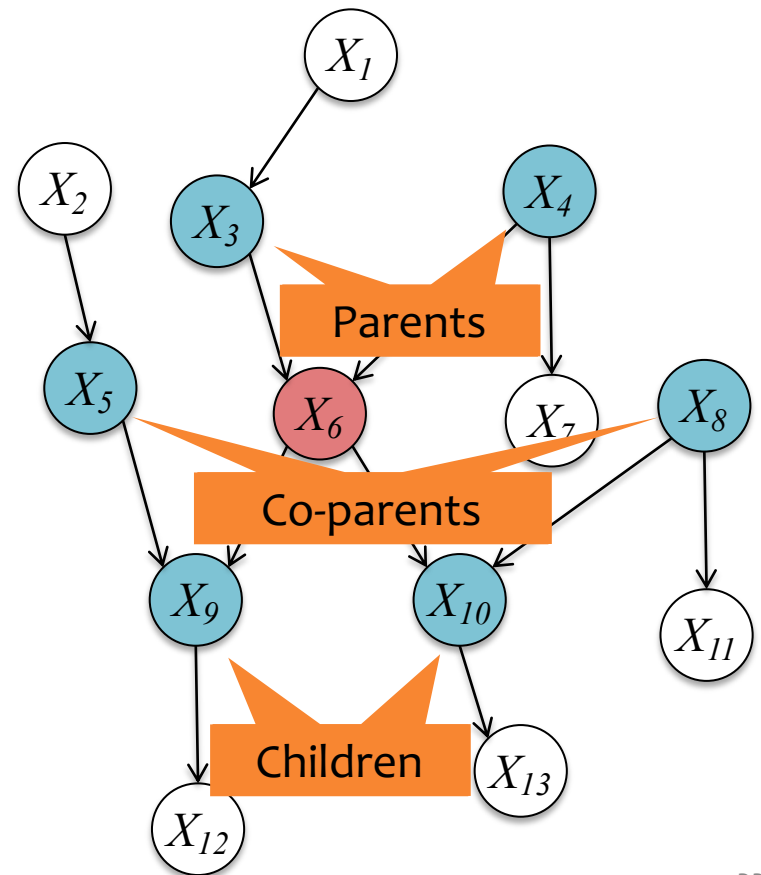 X1
X2
X3
X4
Parents
X5
X6
X7
X8
Co-parents
X9
X10
X11
Children
X13
X12